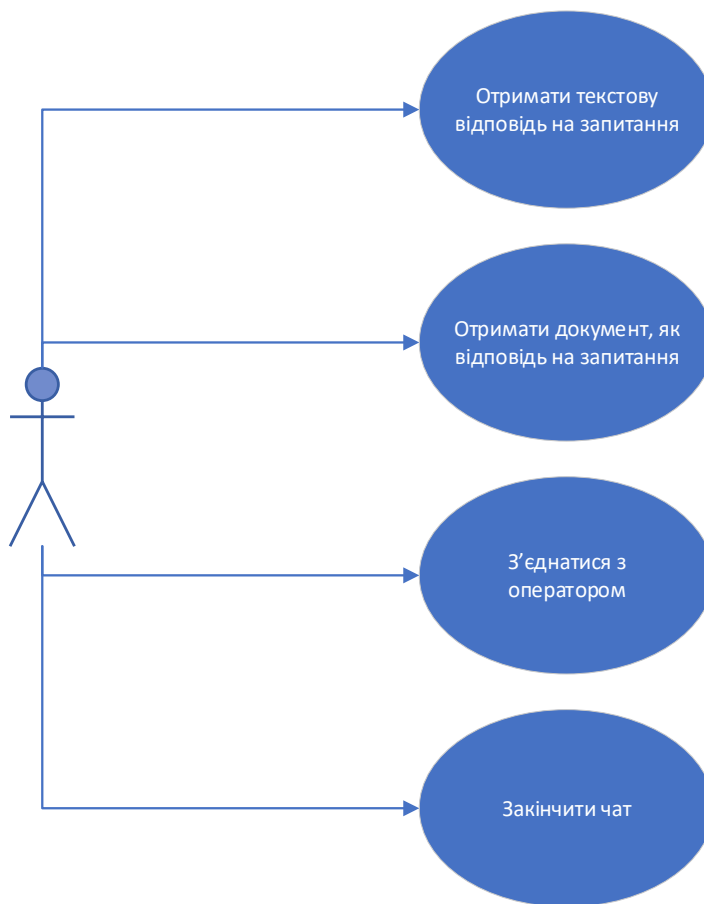 Отримати текстову
відповідь на запитання
Отримати документ, як
відповідь на запитання
З’єднатися з
оператором
Закінчити чат